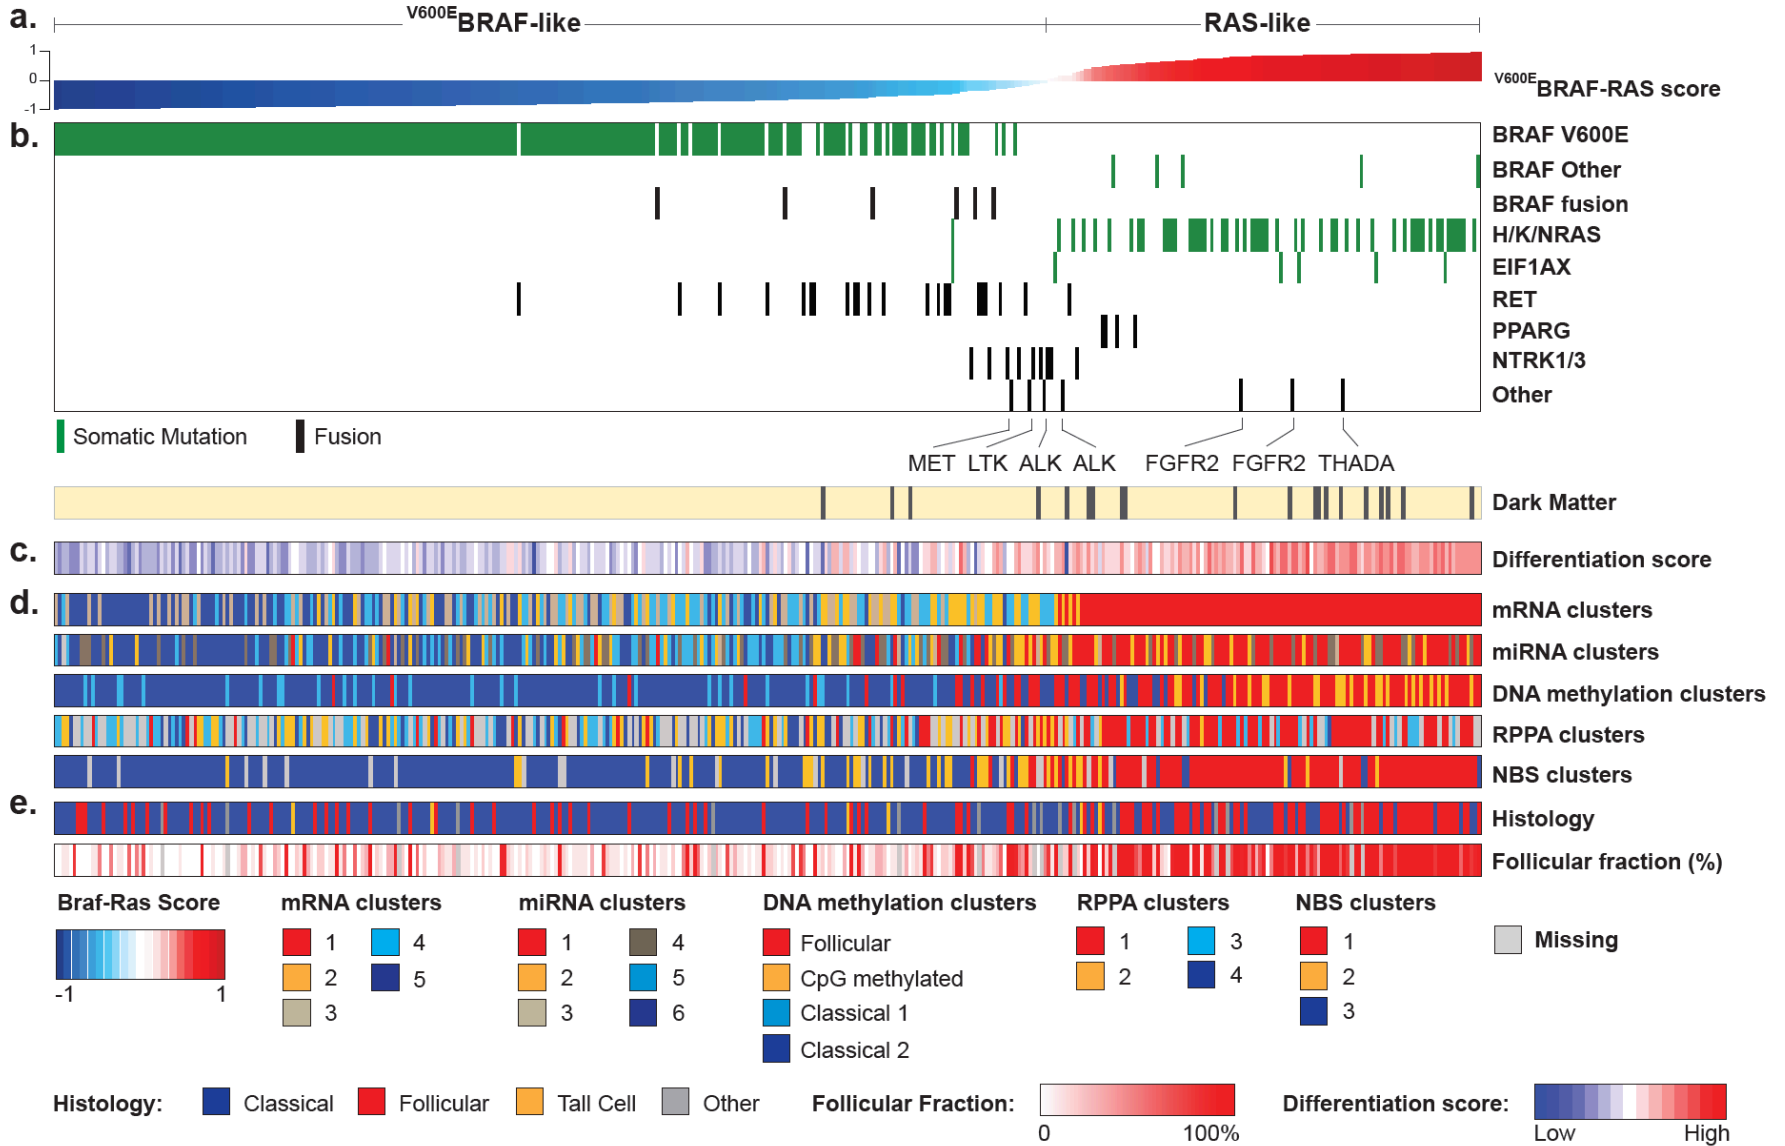 a.
V600E BRAF-like
RAS-like
1
0
-1
V600E BRAF-RAS score
b.
BRAF V600E
BRAF Other
BRAF fusion
H/K/NRAS
EIF1AX
RET
PPARG
NTRK1/3
Other
Somatic Mutation
Fusion
MET LTK ALK ALK FGFR2 FGFR2 THADA
Dark Matter
c.
Differentiation score
d.
mRNA clusters
miRNA clusters
DNA methylation clusters
RPPA clusters
NBS clusters
e.
Histology
Follicular fraction (%)
Braf-Ras Score
-1 1
mRNA clusters
1 4
2 5
3
miRNA clusters
1 4
2 5
3 6
DNA methylation clusters
Follicular
CpG methylated
Classical 1
Classical 2
RPPA clusters
1 3
2 4
NBS clusters
1
2
3
Missing
Histology: Classical Follicular Tall Cell Other
Follicular Fraction:
0 100%
Differentiation score:
Low High